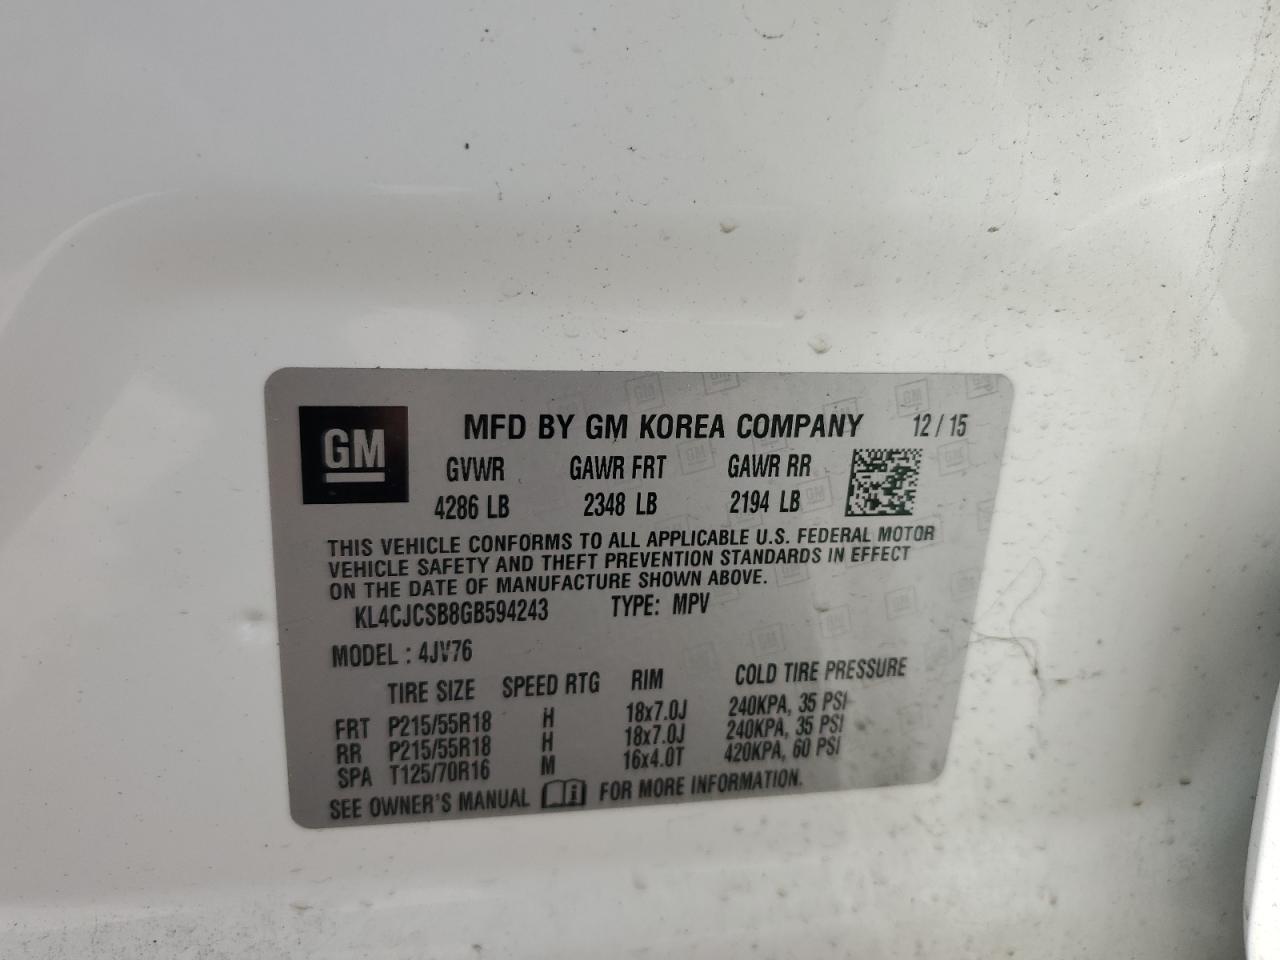 GM
MFD BY GM KOREA COMPANY 12/15
GVWR GAWR FRT GAWR RR
4286 LB 2348 LB 2194 LB
THIS VEHICLE CONFORMS TO ALL APPLICABLE U.S. FEDERAL MOTOR
VEHICLE SAFETY AND THEFT PREVENTION STANDARDS IN EFFECT
ON THE DATE OF MANUFACTURE SHOWN ABOVE.
KL4CJCSB8GB594243 TYPE: MPV
MODEL: 4JV76
TIRE SIZE SPEED RTG RIM COLD TIRE PRESSURE
FRT P215/55R18 H 18x7.0J 240KPA, 35 PSI
RR P215/55R18 H 18x7.0J 240KPA, 35 PSI
SPA T125/70R16 M 16x4.0T 420KPA, 60 PSI
SEE OWNER'S MANUAL i FOR MORE INFORMATION.